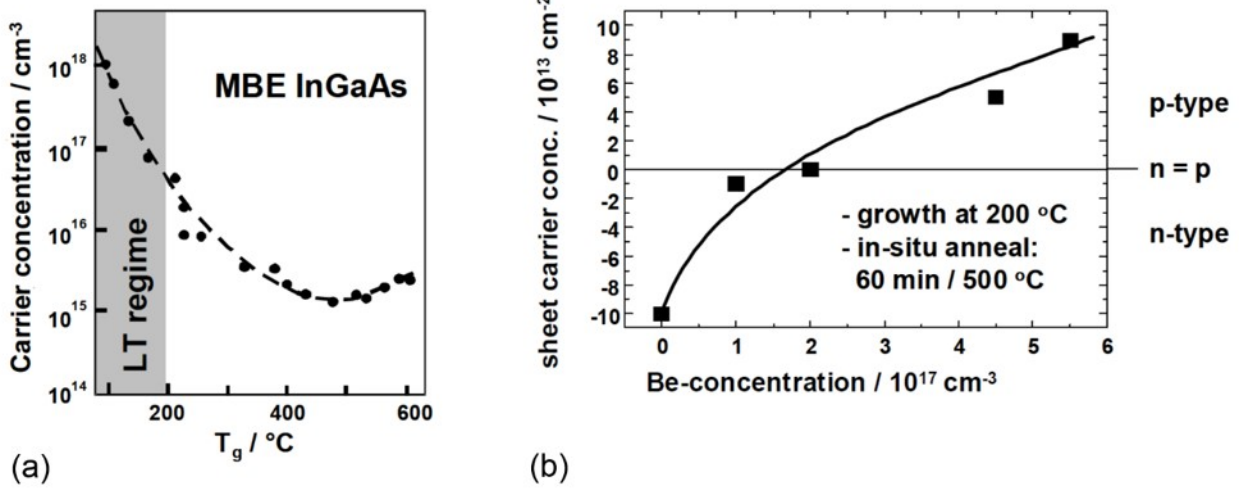 (a)
Carrier concentration / cm-3
10^18
10^17
10^16
10^15
10^14
MBE InGaAs
LT regime
200
400
600
T_g / °C
(b)
sheet carrier conc. / 10^13 cm^-2
10
8
6
4
2
0
-2
-4
-6
-8
-10
p-type
n = p
n-type
- growth at 200 °C
- in-situ anneal:
60 min / 500 °C
0
1
2
3
4
5
6
Be-concentration / 10^17 cm^-3